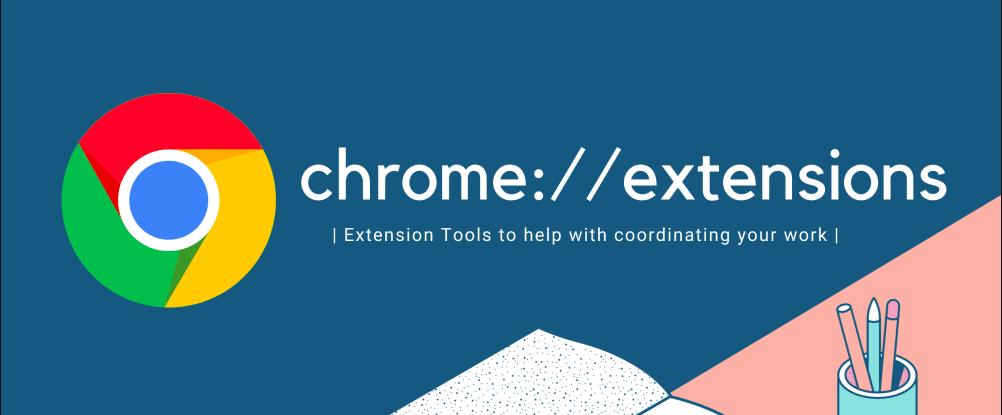 chrome://extensions
| Extension Tools to help with coordinating your work |